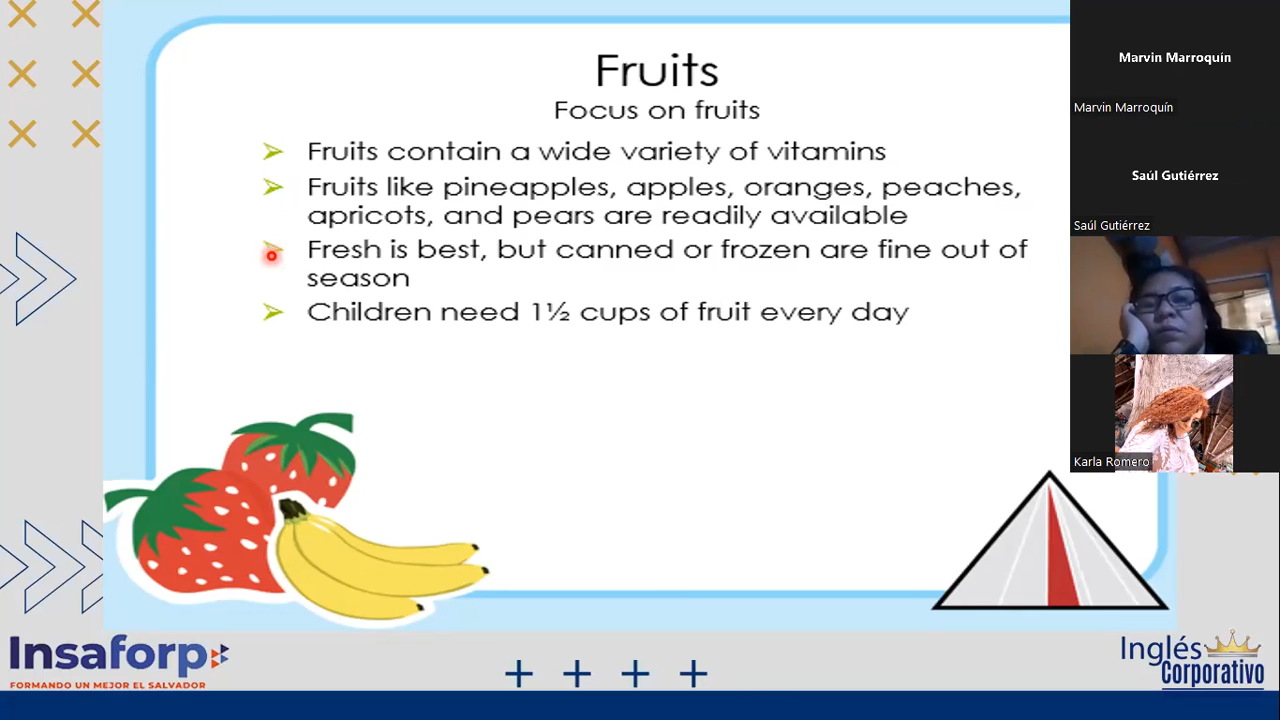 Fruits
Focus on fruits
Fruits contain a wide variety of vitamins
Fruits like pineapples, apples, oranges, peaches,
apricots, and pears are readily available
Fresh is best, but canned or frozen are fine out of
season
Children need 1½ cups of fruit every day
Marvin Marroquín
Marvin Marroquín
Saúl Gutiérrez
Saúl Gutiérrez
Karla Romero
Insaforp
FORMANDO UN MEJOR EL SALVADOR
Inglés
Corporativo